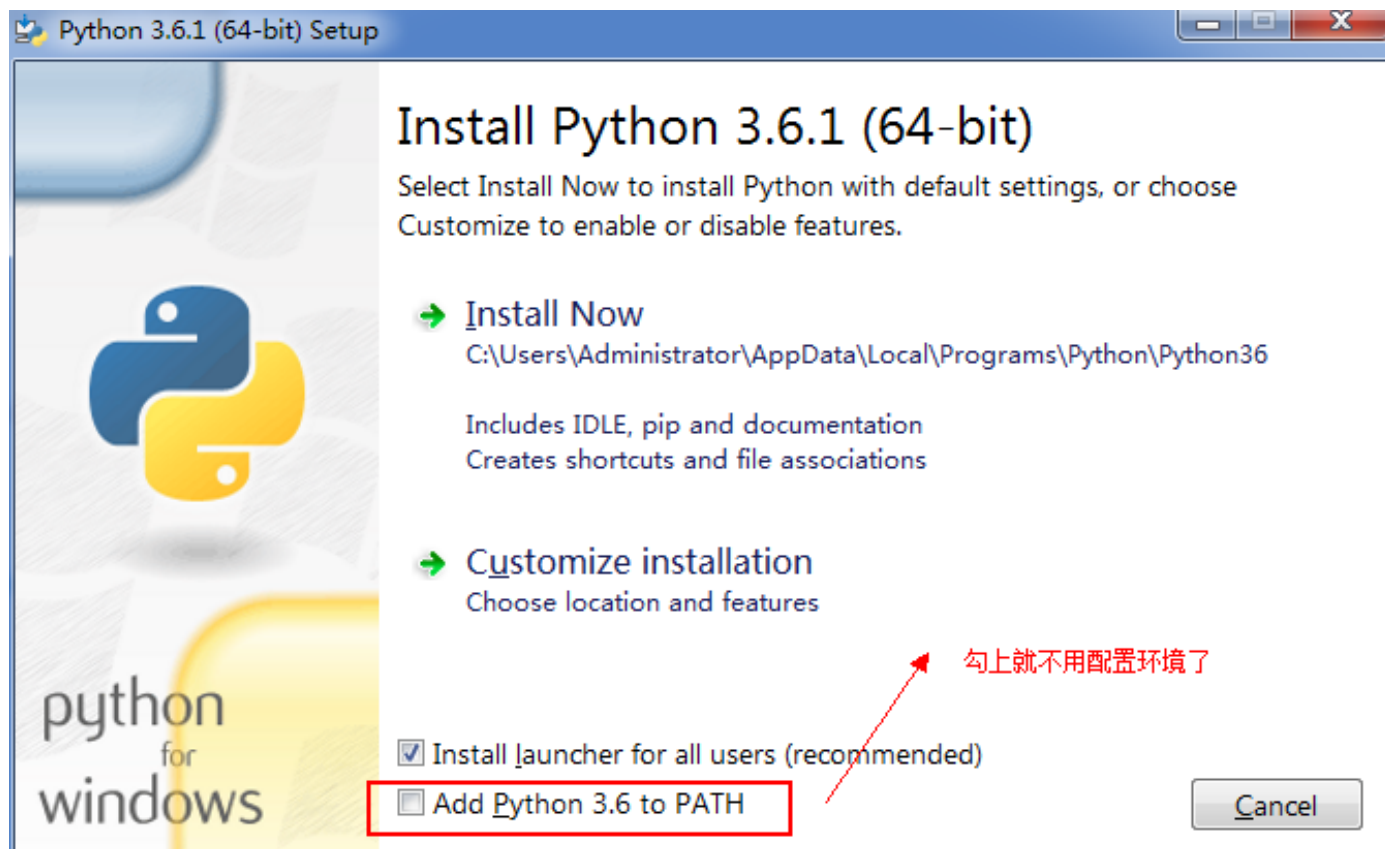 Python 3.6.1 (64-bit) Setup
Install Python 3.6.1 (64-bit)
Select Install Now to install Python with default settings, or choose
Customize to enable or disable features.
Install Now
C:\Users\Administrator\AppData\Local\Programs\Python\Python36
Includes IDLE, pip and documentation
Creates shortcuts and file associations
Customize installation
Choose location and features
勾上就不用配置环境了
python
for
windows
Install launcher for all users (recommended)
Add Python 3.6 to PATH
Cancel